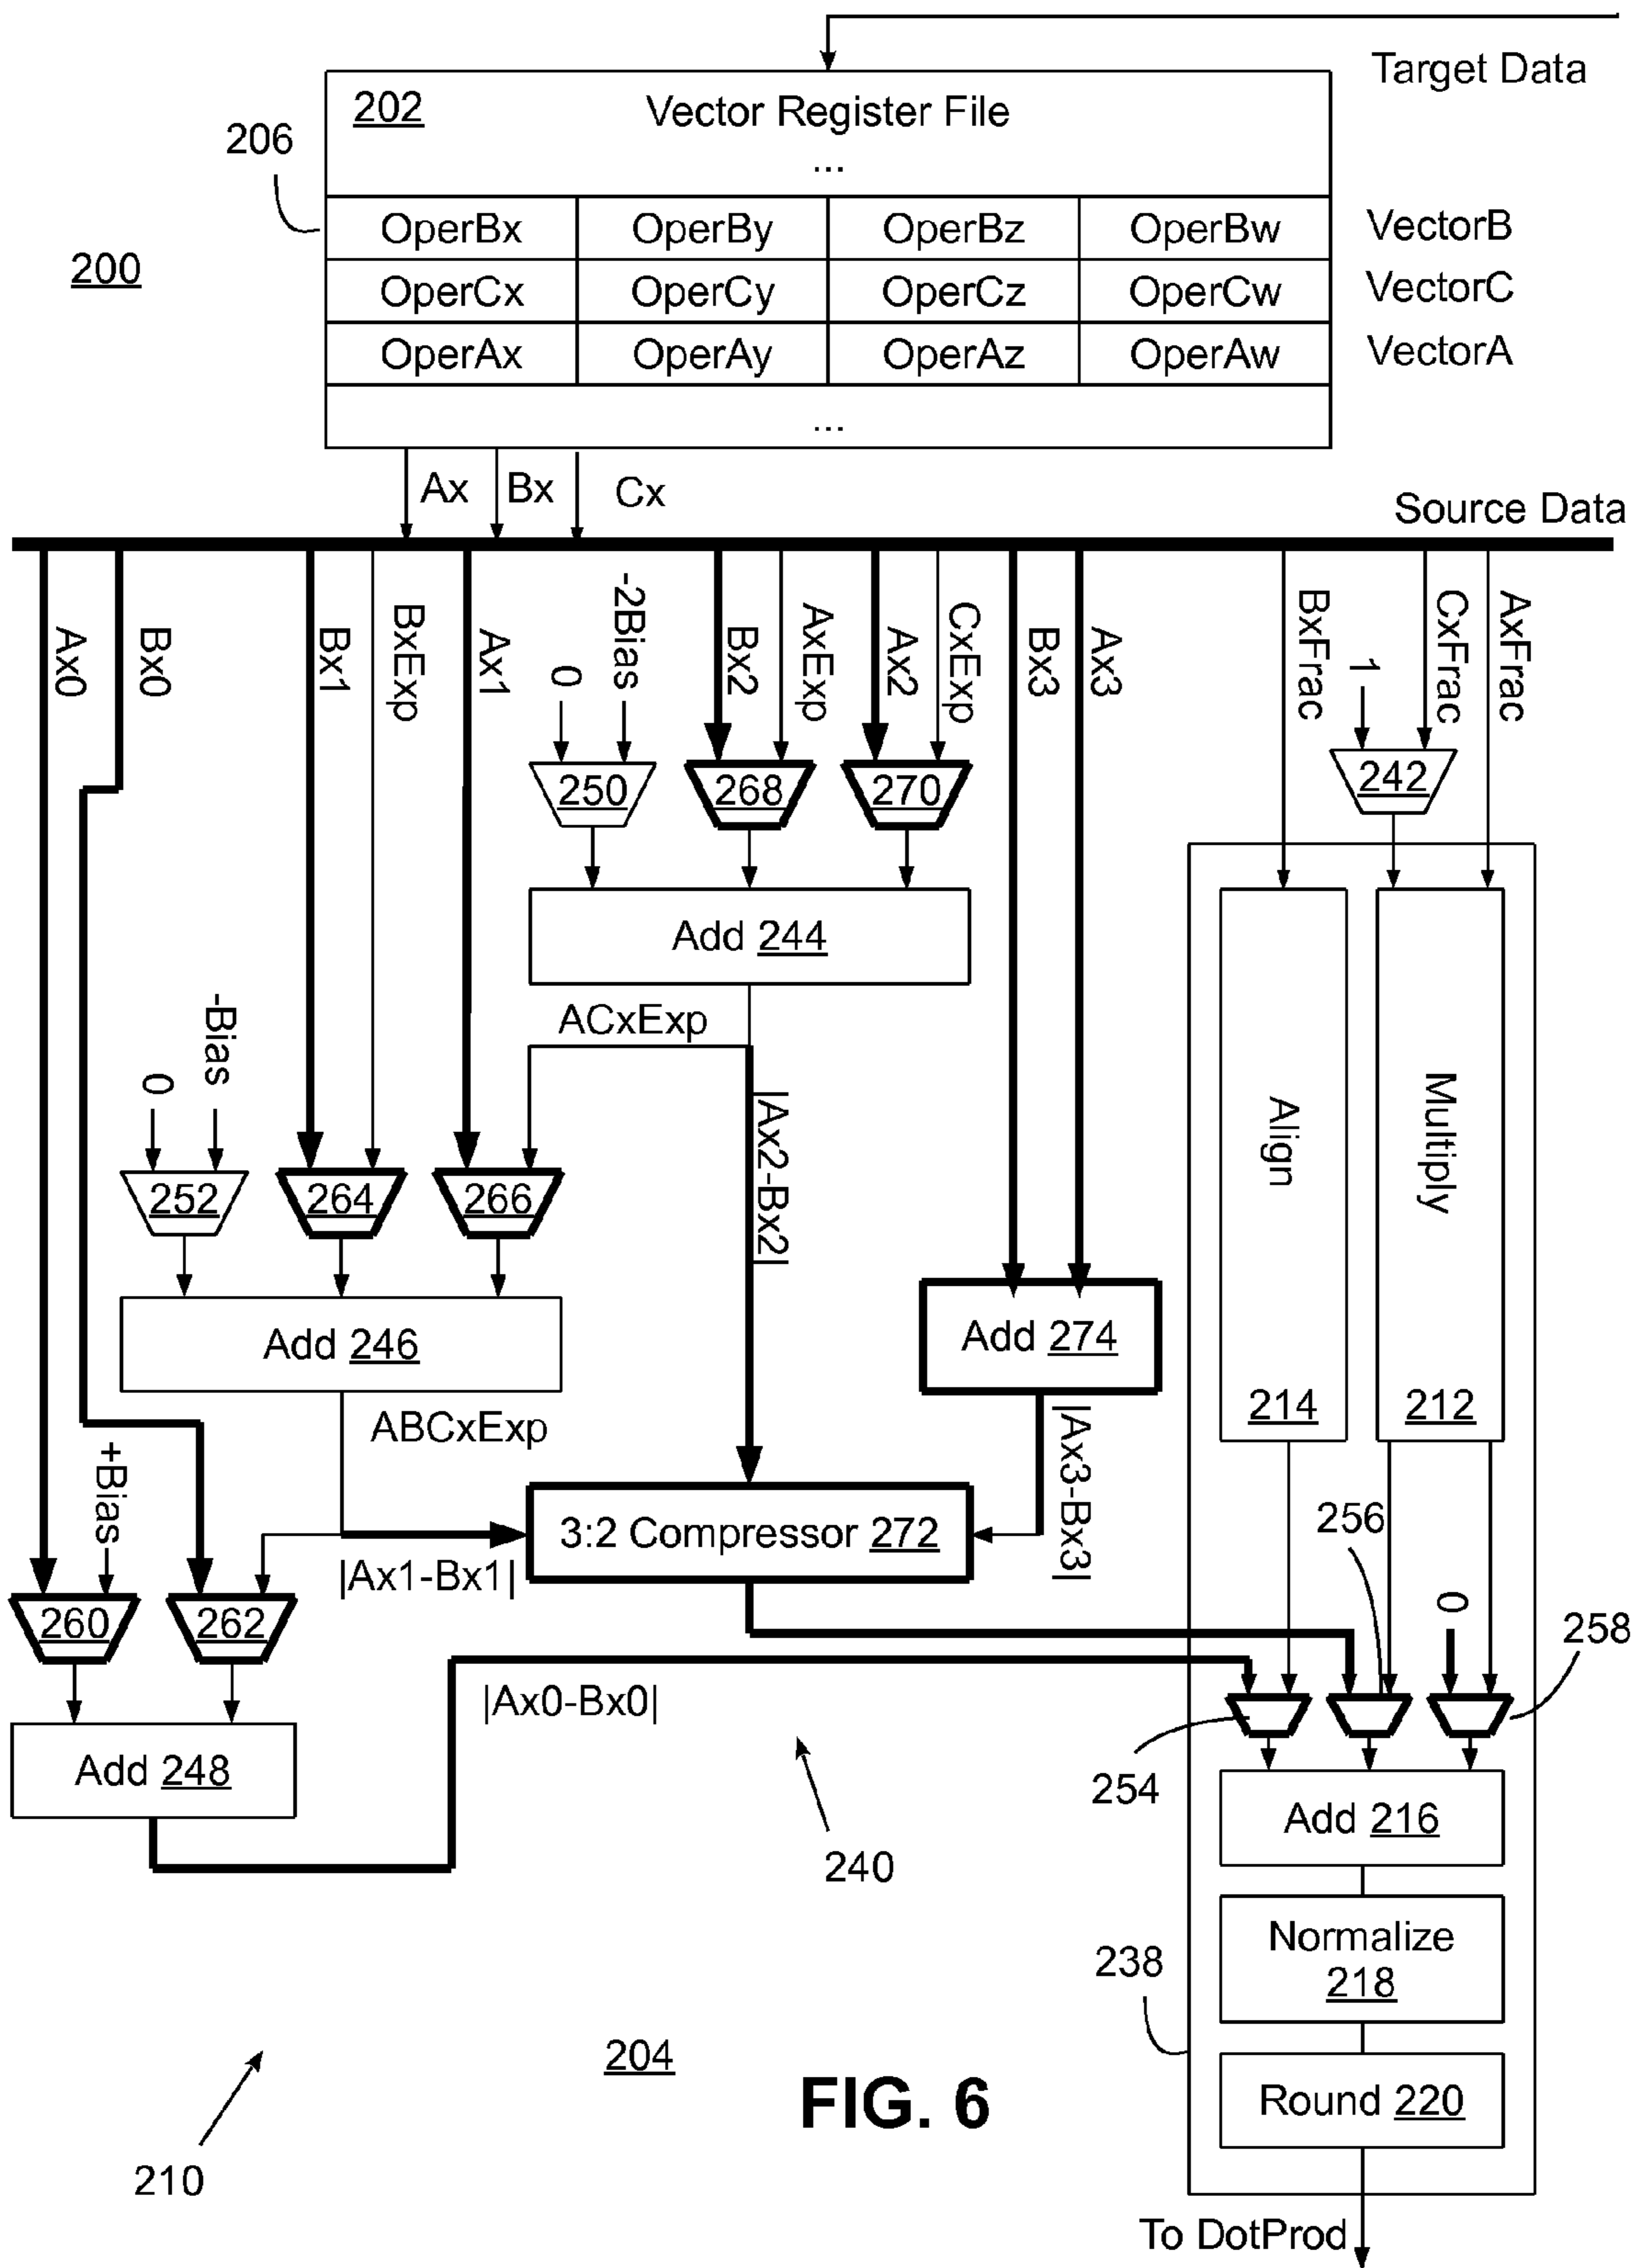 Target Data
202 Vector Register File
...
206
OperBx OperBy OperBz OperBw VectorB
200
OperCx OperCy OperCz OperCw VectorC
OperAx OperAy OperAz OperAw VectorA
...
Ax Bx Cx
Source Data
Ax0
Bx0
Bx1
BxExp
Ax1
0
-2Bias
Bx2
AxExp
Ax2
CxExp
Bx3
Ax3
BxFrac
1
CxFrac
AxFrac
250 268 270 242
Add 244
ACxExp
0
-Bias
|Ax2-Bx2|
Align
Multiply
252 264 266
Add 246
Add 274
214 212
ABCxExp
|Ax3-Bx3|
+Bias
3:2 Compressor 272
256
|Ax1-Bx1|
0
260 262
258
|Ax0-Bx0|
Add 248
254
Add 216
240
Normalize
218
238
204
FIG. 6
Round 220
210
To DotProd